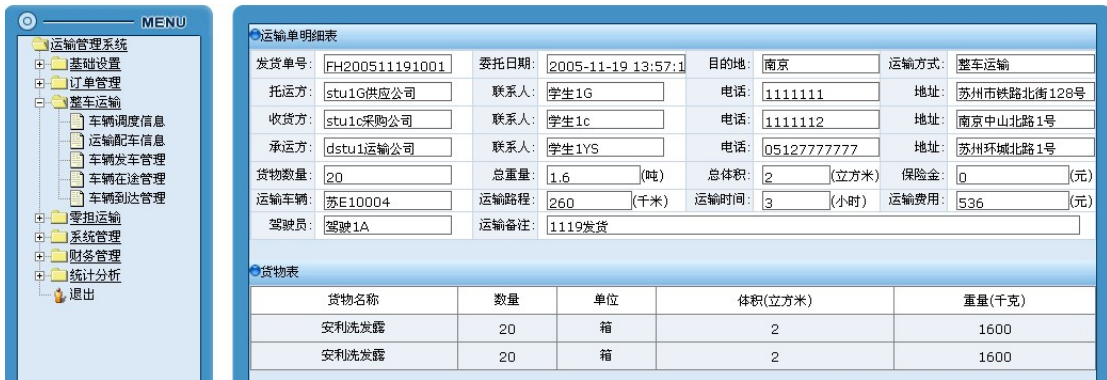 MENU
运输管理系统
基础设置
订单管理
整车运输
车辆调度信息
运输配车信息
车辆发车管理
车辆在途管理
车辆到达管理
零担运输
系统管理
财务管理
统计分析
退出
运输单明细表
发货单号: FH200511191001 委托日期: 2005-11-19 13:57:1 目的地: 南京 运输方式: 整车运输
托运方: stu1G供应公司 联系人: 学生1G 电话: 1111111 地址: 苏州市铁路北街128号
收货方: stu1c采购公司 联系人: 学生1c 电话: 1111112 地址: 南京中山北路1号
承运方: dstu1运输公司 联系人: 学生1YS 电话: 05127777777 地址: 苏州环城北路1号
货物数量: 20 总重量: 1.6 (吨) 总体积: 2 (立方米) 保险金: 0 (元)
运输车辆: 苏E10004 运输路程: 260 (千米) 运输时间: 3 (小时) 运输费用: 536 (元)
驾驶员: 驾驶1A 运输备注: 1119发货
货物表
货物名称 数量 单位 体积(立方米) 重量(千克)
安利洗发露 20 箱 2 1600
安利洗发露 20 箱 2 1600